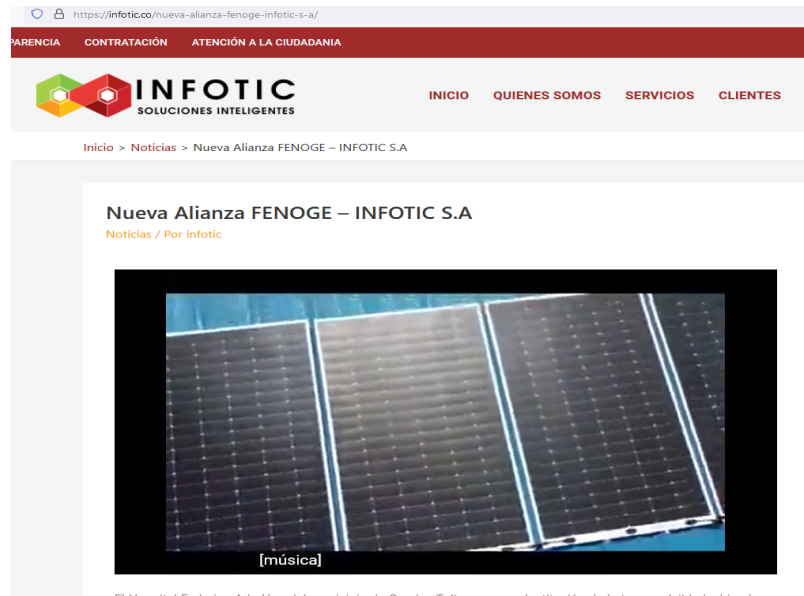 https://infotic.co/nueva-alianza-fenoge-infotic-s-a/
CONTRATACIÓN ATENCIÓN A LA CIUDADANIA
INFOTIC
SOLUCIONES INTELIGENTES
INICIO QUIENES SOMOS SERVICIOS CLIENTES
Inicio > Noticias > Nueva Alianza FENOGE – INFOTIC S.A
Nueva Alianza FENOGE – INFOTIC S.A
Noticias / Por infotic
[música]